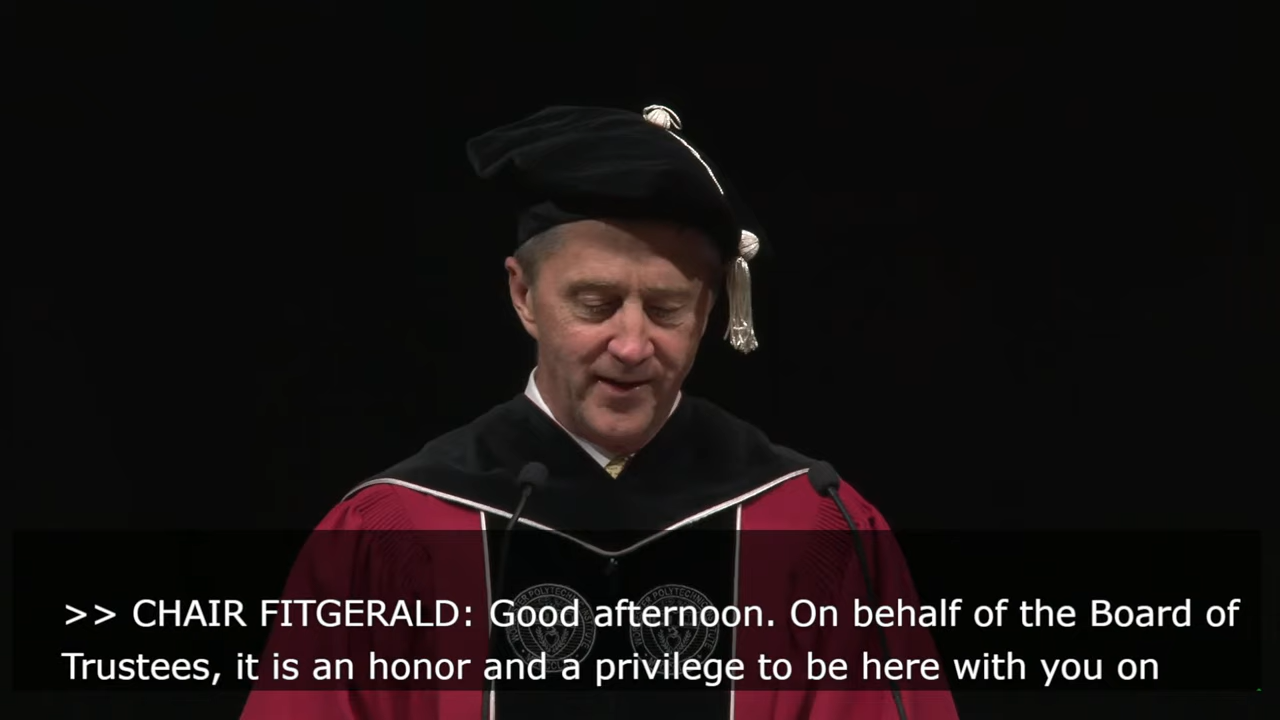 >> CHAIR FITGERALD: Good afternoon. On behalf of the Board of
Trustees, it is an honor and a privilege to be here with you on